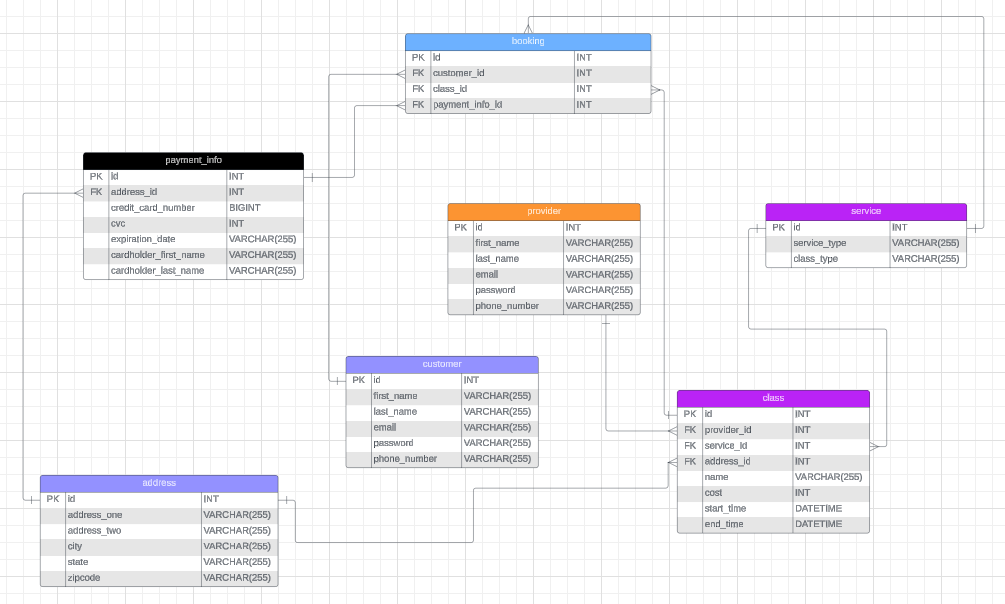 booking
PK id INT
FK customer_id INT
FK class_id INT
FK payment_info_id INT
payment_info
PK id INT
FK address_id INT
credit_card_number BIGINT
cvc INT
expiration_date VARCHAR(255)
cardholder_first_name VARCHAR(255)
cardholder_last_name VARCHAR(255)
provider
PK id INT
first_name VARCHAR(255)
last_name VARCHAR(255)
email VARCHAR(255)
password VARCHAR(255)
phone_number VARCHAR(255)
service
PK id INT
service_type VARCHAR(255)
class_type VARCHAR(255)
customer
PK id INT
first_name VARCHAR(255)
last_name VARCHAR(255)
email VARCHAR(255)
password VARCHAR(255)
phone_number VARCHAR(255)
class
PK id INT
FK provider_id INT
FK service_id INT
FK address_id INT
name VARCHAR(255)
cost INT
start_time DATETIME
end_time DATETIME
address
PK id INT
address_one VARCHAR(255)
address_two VARCHAR(255)
city VARCHAR(255)
state VARCHAR(255)
zipcode VARCHAR(255)